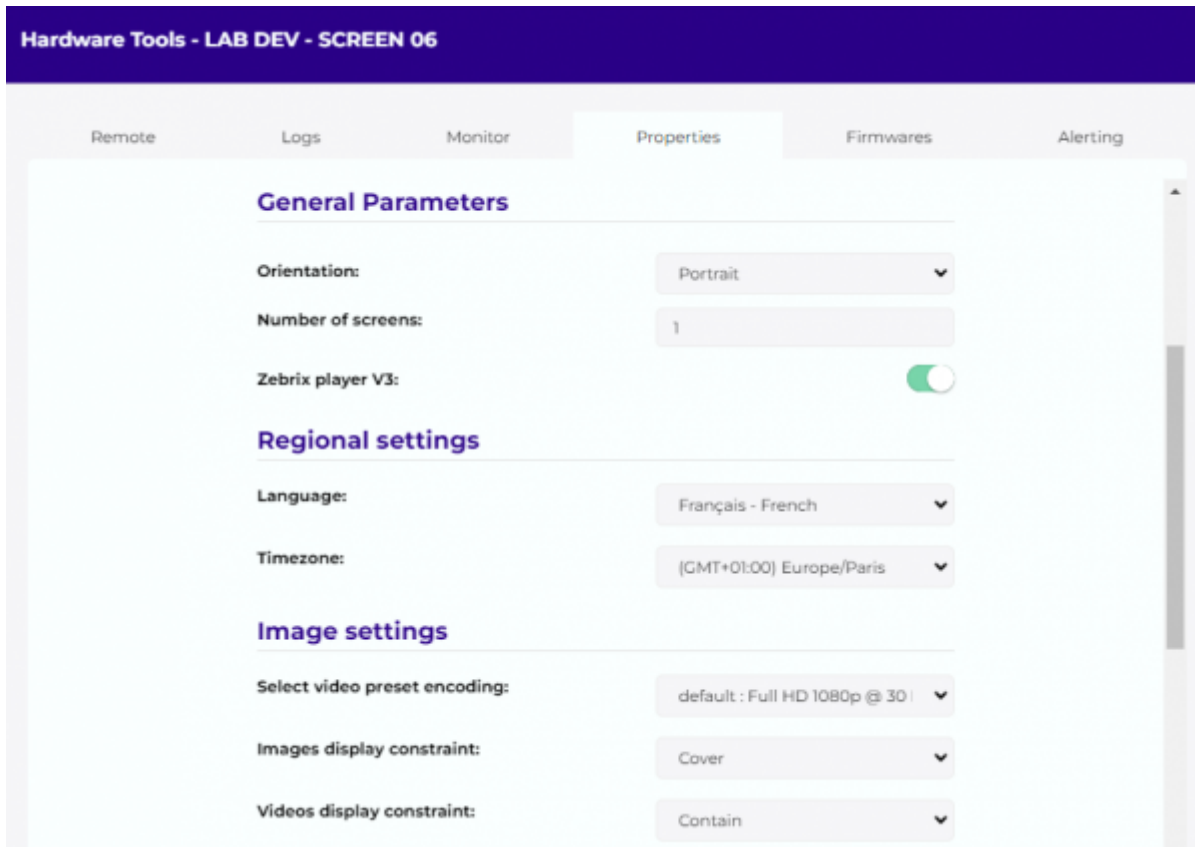 Hardware Tools - LAB DEV - SCREEN 06
Remote Logs Monitor Properties Firmwares Alerting
General Parameters
Orientation: Portrait
Number of screens: 1
Zebrix player V3:
Regional settings
Language: Français - French
Timezone: (GMT+01:00) Europe/Paris
Image settings
Select video preset encoding: default : Full HD 1080p @ 30
Images display constraint: Cover
Videos display constraint: Contain